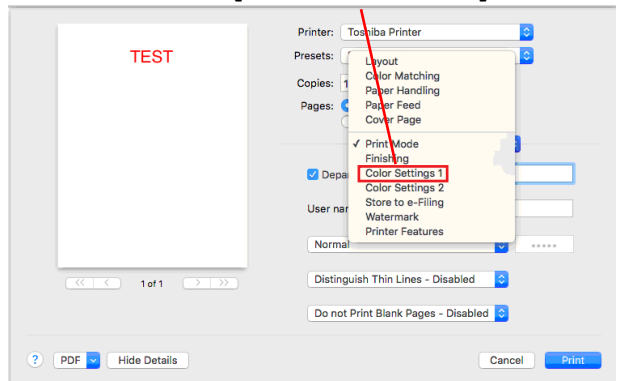 Printer: Toshiba Printer
TEST
Presets:
Layout
Color Matching
Copies: 1
Paper Handling
Pages:
Paper Feed
Cover Page
✓ Print Mode
Finishing
Color Settings 1
Color Settings 2
Store to e-Filing
User
Watermark
Printer Features
Normal
•••••
<< < 1 of 1 > >>
Distinguish Thin Lines - Disabled
Do not Print Blank Pages - Disabled
? PDF Hide Details Cancel Print